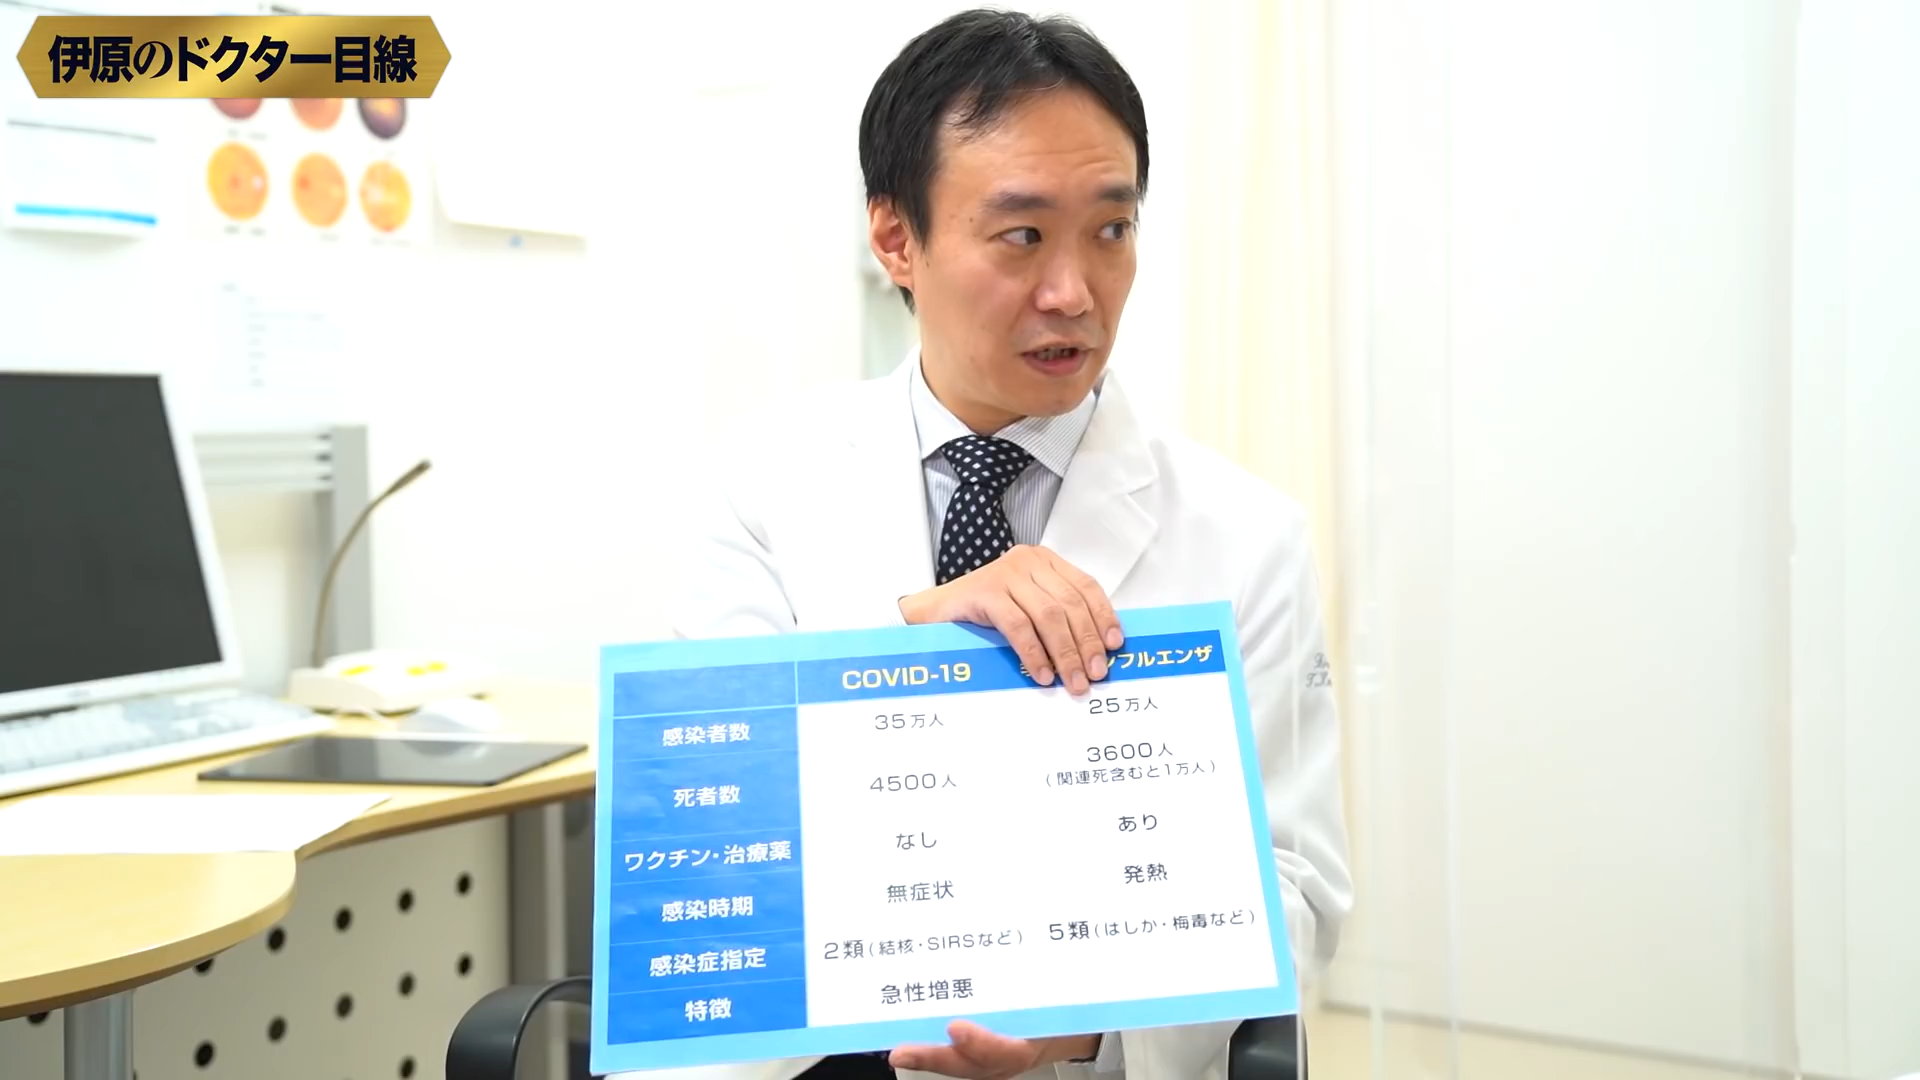 伊原のドクター目線
COVID-19 ンフルエンザ
感染者数 35万人 25万人
死者数 4500人 3600人
(関連死含むと1万人)
ワクチン・治療薬 なし あり
感染時期 無症状 発熱
感染症指定 2類(結核・SIRSなど) 5類(はしか・梅毒など)
特徴 急性増悪